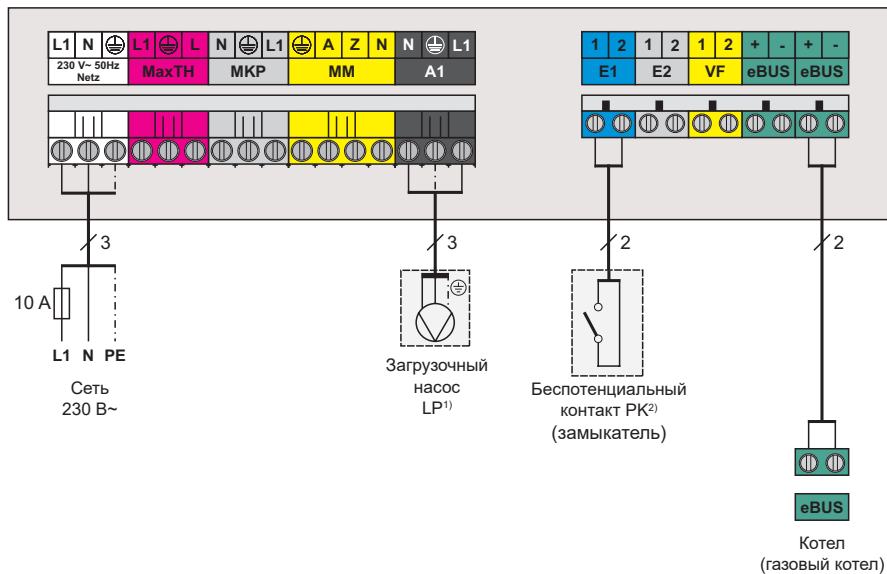 L1 N L1 L N L1 A Z N N L1 1 2 1 2 1 2 + - + -
230 V~ 50Hz
Netz
MaxTH MKP MM A1 E1 E2 VF eBUS eBUS
3 3 2 2
10 A
L1 N PE
Сеть
230 В~
Загрузочный
насос
LP1)
Беспотенциальный
контакт PK2)
(замыкатель)
eBUS
Котел
(газовый котел)